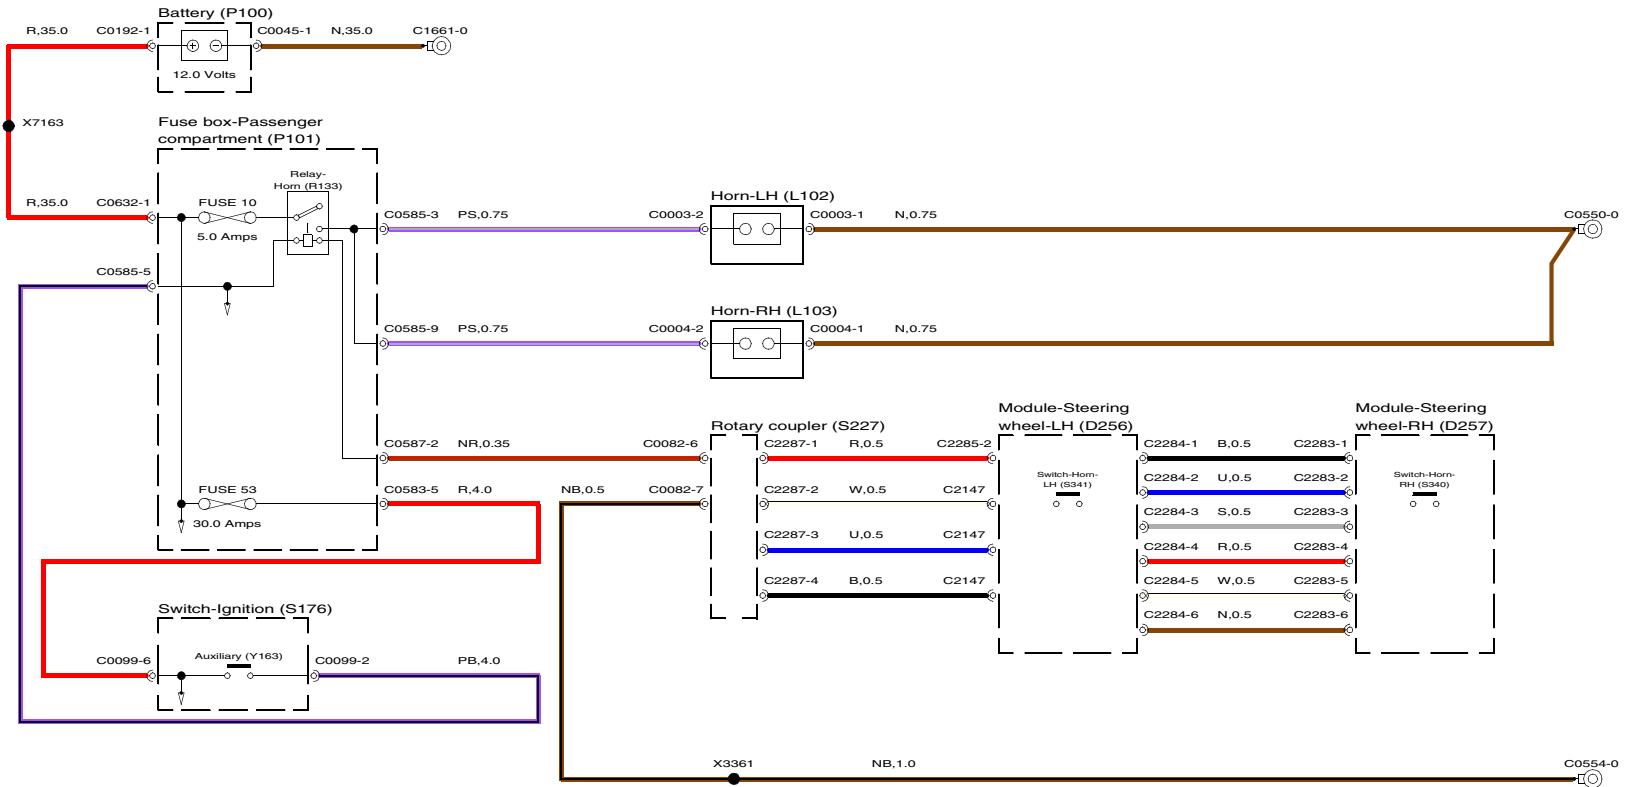 Battery (P100)
R,35.0 C0192-1 C0045-1 N,35.0 C1661-0
12.0 Volts
X7163
Fuse box-Passenger
compartment (P101)
Relay-
Horn (R133)
R,35.0 C0632-1 FUSE 10
5.0 Amps
C0585-3 PS,0.75 C0003-2
Horn-LH (L102)
C0003-1 N,0.75 C0550-0
C0585-5
Horn-RH (L103)
C0585-9 PS,0.75 C0004-2 C0004-1 N,0.75
Module-Steering
wheel-LH (D256)
Module-Steering
wheel-RH (D257)
Rotary coupler (S227)
C0587-2 NR,0.35 C0082-6 C2287-1 R,0.5 C2285-2 C2284-1 B,0.5 C2283-1
Switch-Horn-
LH (S341)
Switch-Horn-
RH (S340)
C2284-2 U,0.5 C2283-2
FUSE 53
30.0 Amps
C0583-5 R,4.0 NB,0.5 C0082-7 C2287-2 W,0.5 C2147
C2284-3 S,0.5 C2283-3
C2287-3 U,0.5 C2147
C2284-4 R,0.5 C2283-4
C2287-4 B,0.5 C2147 C2284-5 W,0.5 C2283-5
C2284-6 N,0.5 C2283-6
Switch-Ignition (S176)
C0099-6 Auxiliary (Y163) C0099-2 PB,4.0
X3361 NB,1.0 C0554-0